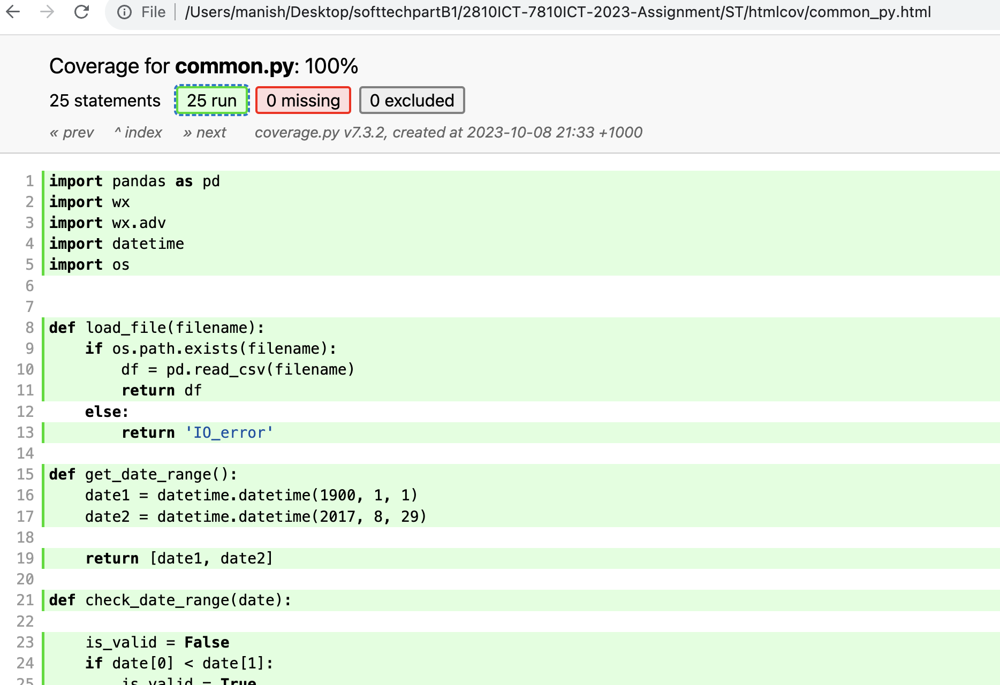 File /Users/manish/Desktop/softtechpartB1/2810ICT-7810ICT-2023-Assignment/ST/htmlcov/common_py.html
Coverage for common.py: 100%
25 statements 25 run 0 missing 0 excluded
« prev ^ index » next coverage.py v7.3.2, created at 2023-10-08 21:33 +1000
1 import pandas as pd
2 import wx
3 import wx.adv
4 import datetime
5 import os
6
7
8 def load_file(filename):
9     if os.path.exists(filename):
10         df = pd.read_csv(filename)
11         return df
12     else:
13         return 'IO_error'
14
15 def get_date_range():
16     date1 = datetime.datetime(1900, 1, 1)
17     date2 = datetime.datetime(2017, 8, 29)
18
19     return [date1, date2]
20
21 def check_date_range(date):
22
23     is_valid = False
24     if date[0] < date[1]:
25         is_valid = True